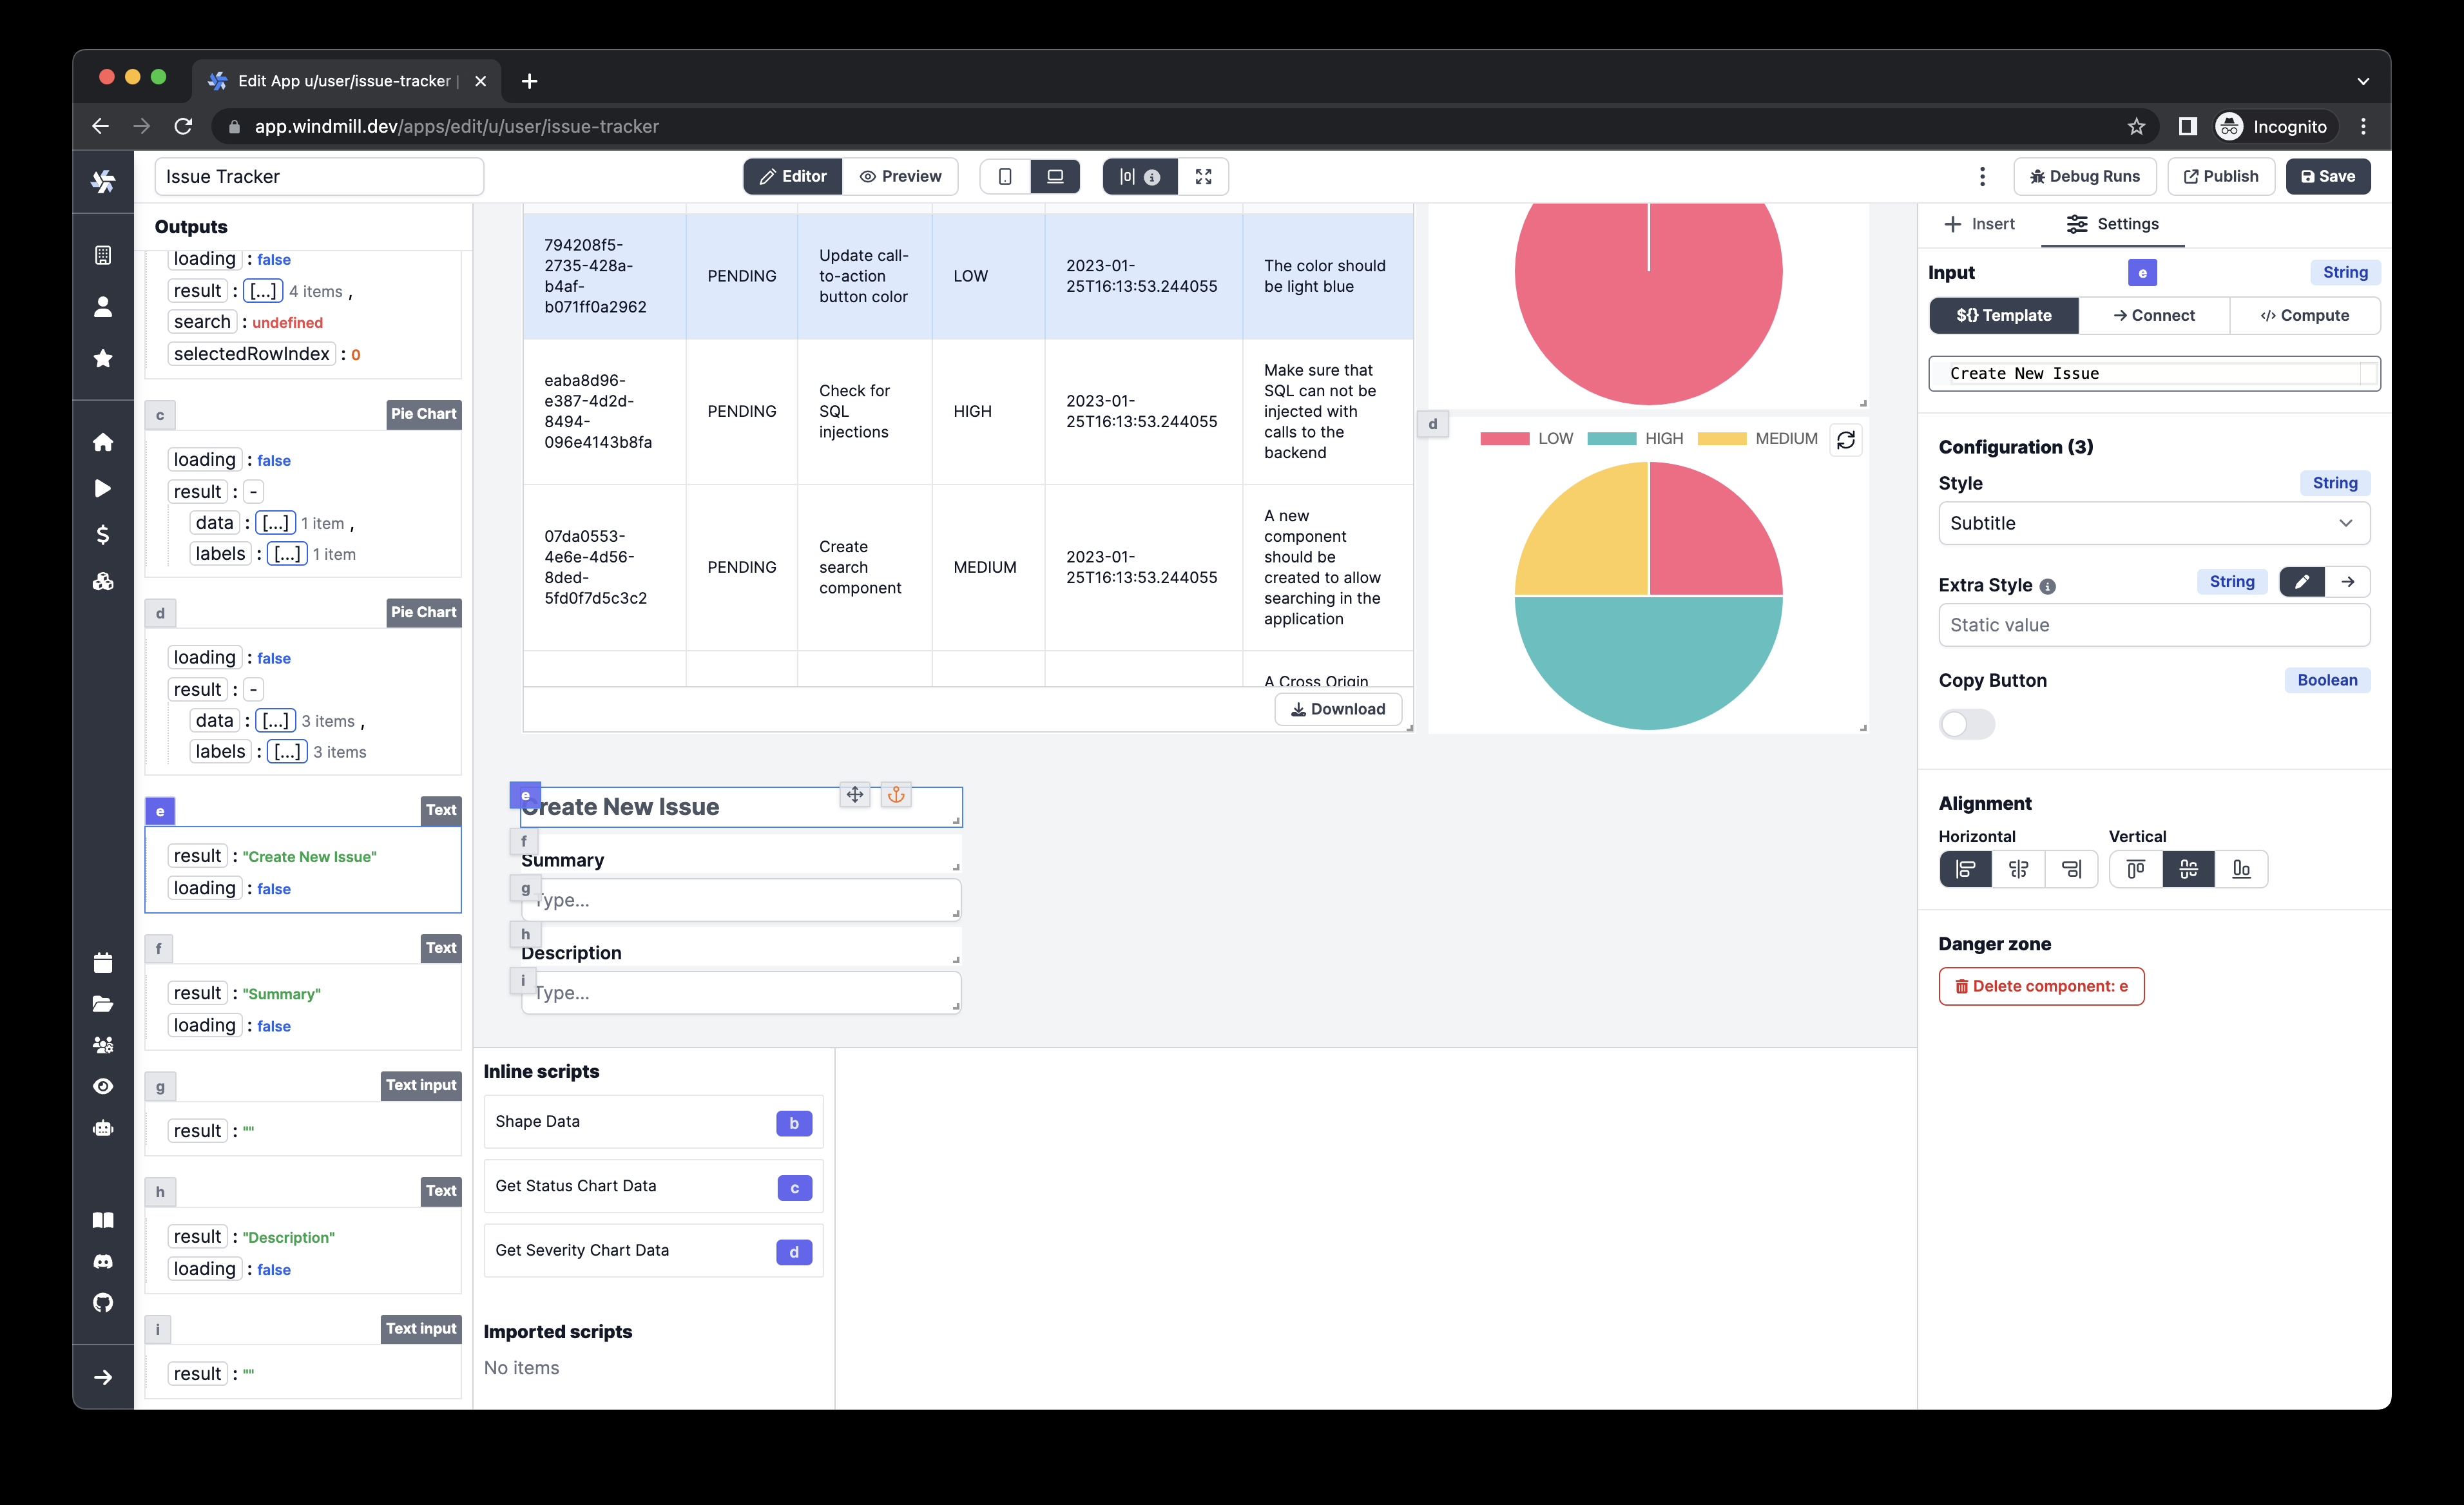 Edit App u/user/issue-tracker |
app.windmill.dev/apps/edit/u/user/issue-tracker
Incognito
Issue Tracker
Editor
Preview
Debug Runs
Publish
Save
Outputs
loading : false
result : [...] 4 items ,
search : undefined
selectedRowIndex : 0
c
Pie Chart
loading : false
result : -
data : [...] 1 item ,
labels : [...] 1 item
d
Pie Chart
loading : false
result : -
data : [...] 3 items ,
labels : [...] 3 items
e
Text
result : "Create New Issue"
loading : false
f
Text
result : "Summary"
loading : false
g
Text input
result : ""
h
Text
result : "Description"
loading : false
i
Text input
result : ""
794208f5-
2735-428a-
b4af-
b071ff0a2962
PENDING
Update call-
to-action
button color
LOW
2023-01-
25T16:13:53.244055
The color should
be light blue
eaba8d96-
e387-4d2d-
8494-
096e4143b8fa
PENDING
Check for
SQL
injections
HIGH
2023-01-
25T16:13:53.244055
Make sure that
SQL can not be
injected with
calls to the
backend
07da0553-
4e6e-4d56-
8ded-
5fd0f7d5c3c2
PENDING
Create
search
component
MEDIUM
2023-01-
25T16:13:53.244055
A new
component
should be
created to allow
searching in the
application
A Cross Origin
Download
d
LOW
HIGH
MEDIUM
e
Create New Issue
f
Summary
g
Type...
h
Description
i
Type...
Inline scripts
Shape Data
b
Get Status Chart Data
c
Get Severity Chart Data
d
Imported scripts
No items
Insert
Settings
Input
e
String
${} Template
Connect
Compute
Create New Issue
Configuration (3)
Style
String
Subtitle
Extra Style
String
Static value
Copy Button
Boolean
Alignment
Horizontal
Vertical
Danger zone
Delete component: e